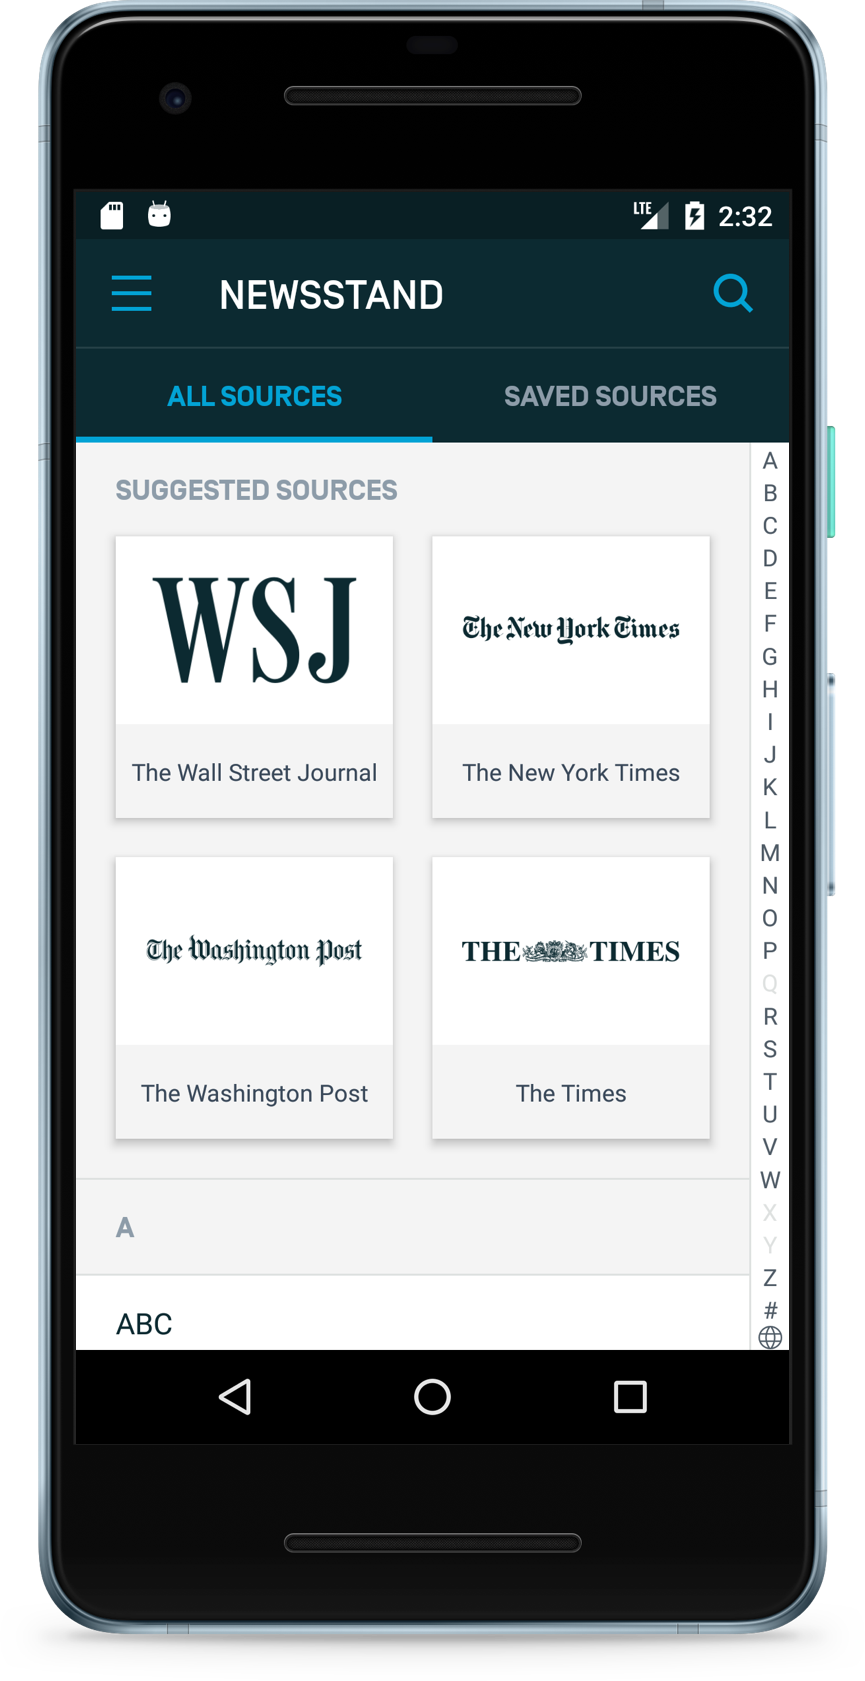 LTE 2:32
NEWSSTAND
ALL SOURCES SAVED SOURCES
SUGGESTED SOURCES
WSJ
The New York Times
The Wall Street Journal
The New York Times
The Washington Post
THE TIMES
The Washington Post
The Times
A
ABC
A
B
C
D
E
F
G
H
I
J
K
L
M
N
O
P
Q
R
S
T
U
V
W
X
Y
Z
#